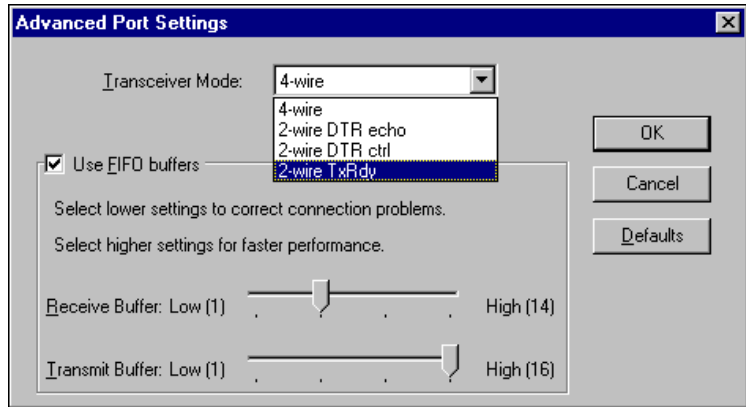 Advanced Port Settings
Transceiver Mode: 4-wire
4-wire
2-wire DTR echo
2-wire DTR ctrl
2-wire TxRdy
OK
Cancel
Defaults
Use FIFO buffers
Select lower settings to correct connection problems.
Select higher settings for faster performance.
Receive Buffer: Low (1) High (14)
Transmit Buffer: Low (1) High (16)